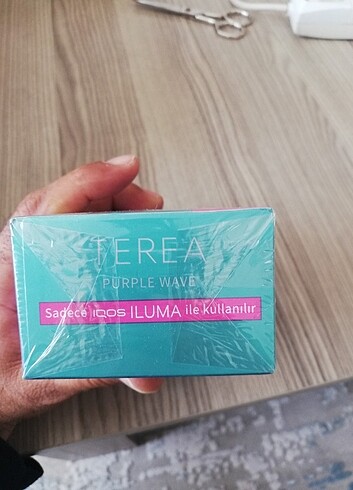 TEREA
PURPLE WAVE
Sadece IQOS ILUMA ile kullanılır